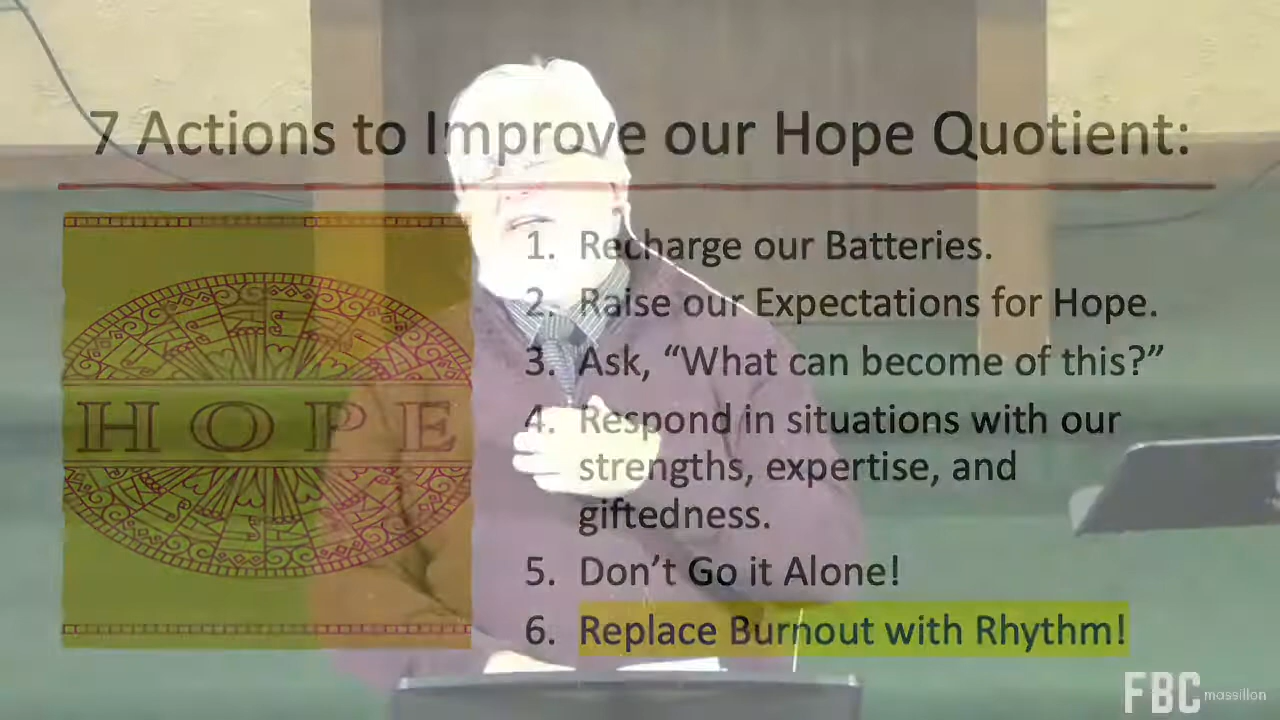 7 Actions to Improve our Hope Quotient:
HOPE
1. Recharge our Batteries.
2. Raise our Expectations for Hope.
3. Ask, “What can become of this?”
4. Respond in situations with our
strengths, expertise, and
giftedness.
5. Don’t Go it Alone!
6. Replace Burnout with Rhythm!
FBC massillon